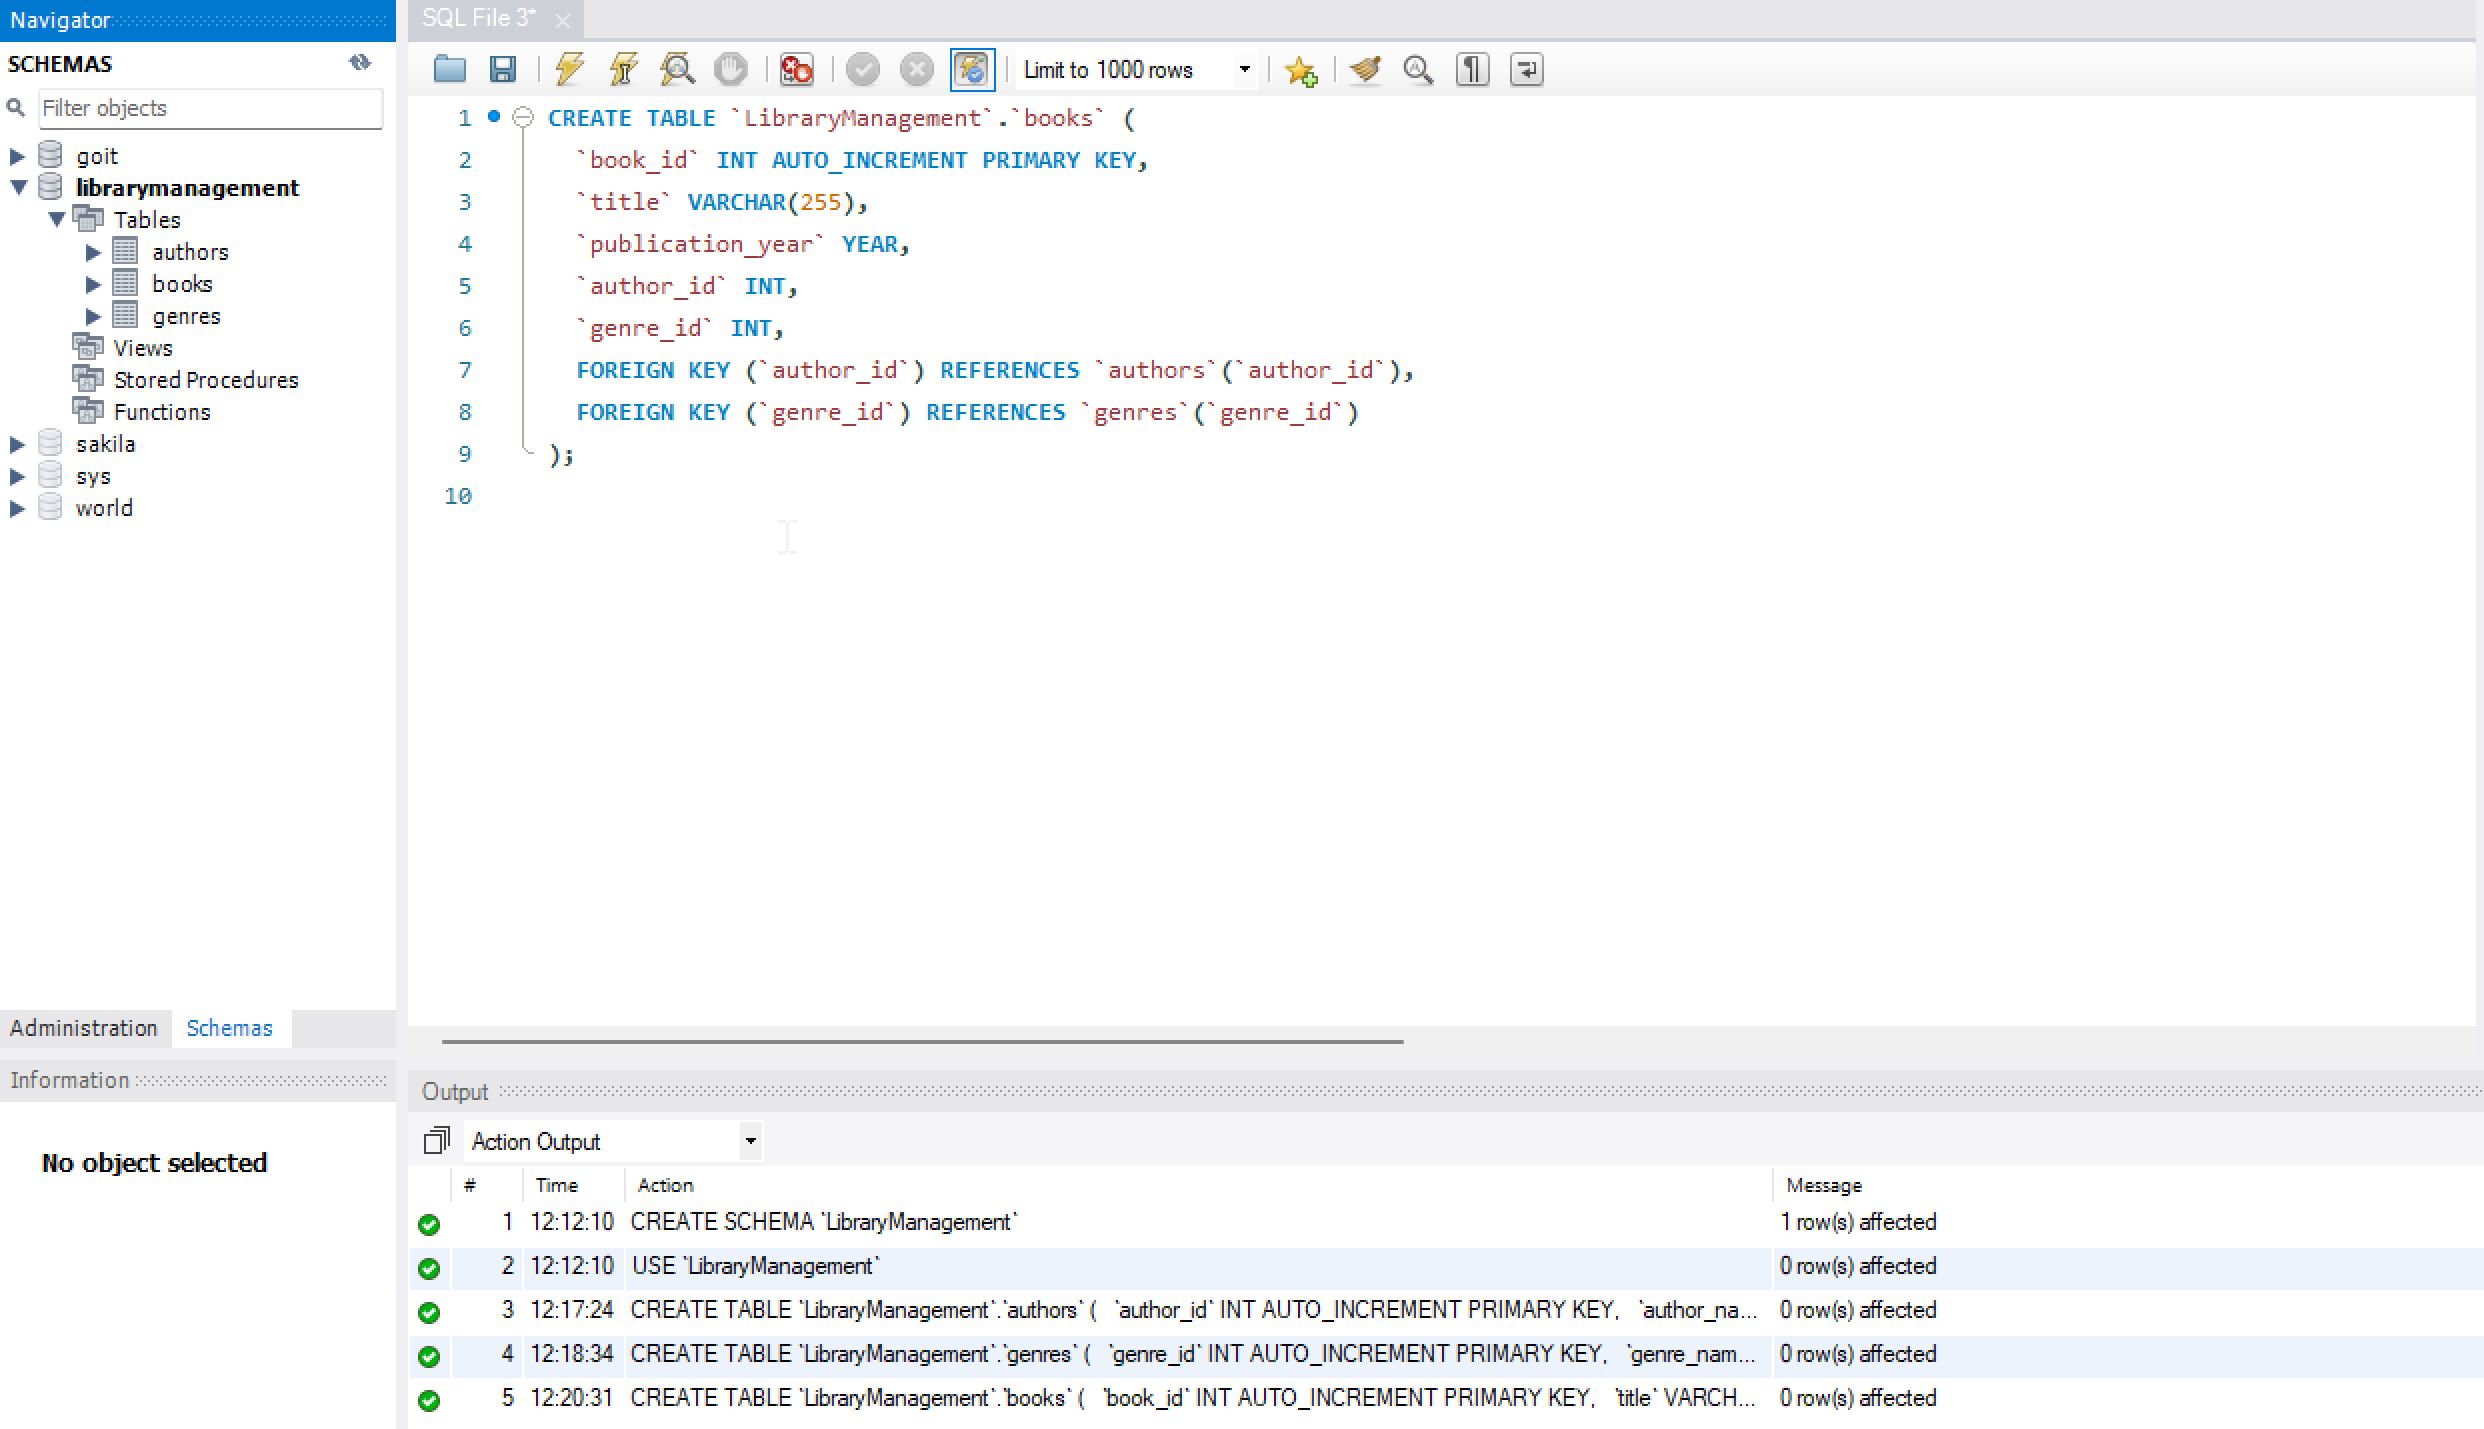 Navigator
SCHEMAS
Filter objects
goit
librarymanagement
Tables
authors
books
genres
Views
Stored Procedures
Functions
sakila
sys
world
Administration Schemas
Information
No object selected
SQL File 3*
Limit to 1000 rows
1 CREATE TABLE `LibraryManagement`.`books` (
2 `book_id` INT AUTO_INCREMENT PRIMARY KEY,
3 `title` VARCHAR(255),
4 `publication_year` YEAR,
5 `author_id` INT,
6 `genre_id` INT,
7 FOREIGN KEY (`author_id`) REFERENCES `authors`(`author_id`),
8 FOREIGN KEY (`genre_id`) REFERENCES `genres`(`genre_id`)
9 );
10
Output
Action Output
# Time Action Message
1 12:12:10 CREATE SCHEMA `LibraryManagement` 1 row(s) affected
2 12:12:10 USE `LibraryManagement` 0 row(s) affected
3 12:17:24 CREATE TABLE `LibraryManagement`.`authors` ( `author_id` INT AUTO_INCREMENT PRIMARY KEY, `author_na... 0 row(s) affected
4 12:18:34 CREATE TABLE `LibraryManagement`.`genres` ( `genre_id` INT AUTO_INCREMENT PRIMARY KEY, `genre_nam... 0 row(s) affected
5 12:20:31 CREATE TABLE `LibraryManagement`.`books` ( `book_id` INT AUTO_INCREMENT PRIMARY KEY, `title` VARCH... 0 row(s) affected